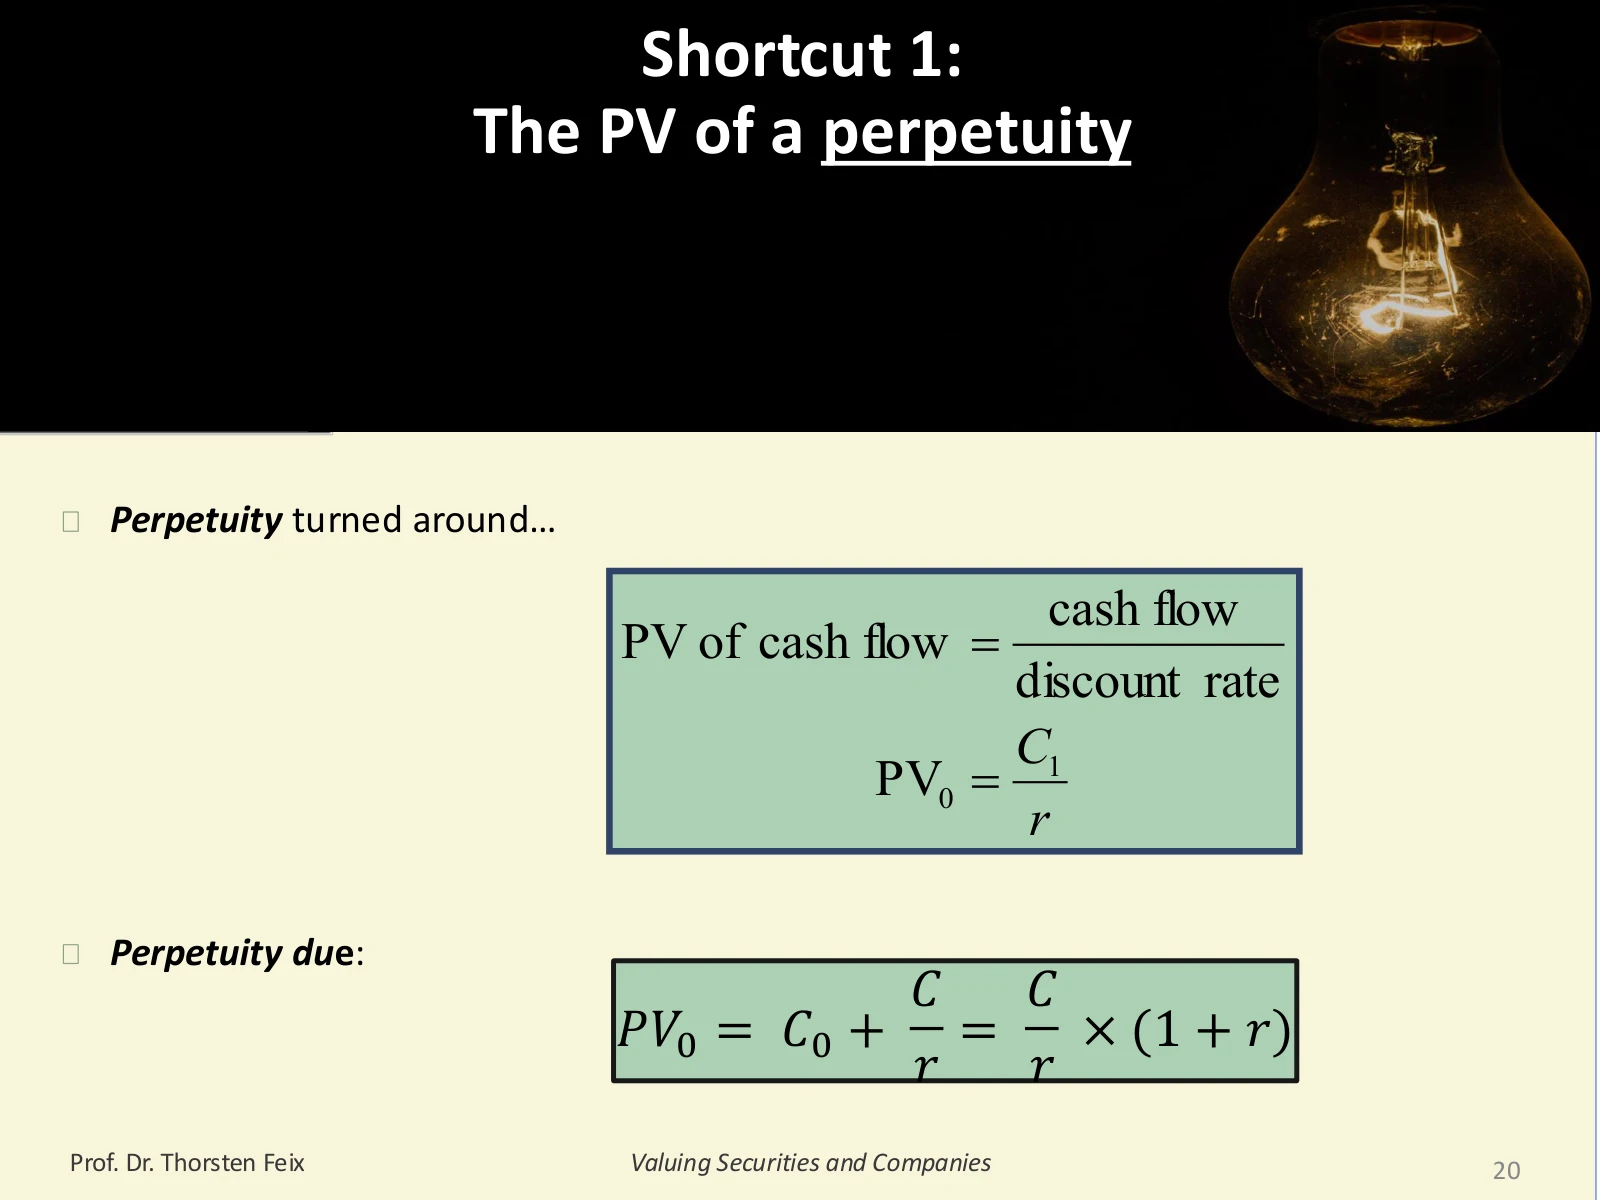 Shortcut 1:
The PV of a perpetuity
Perpetuity turned around…
PV of cash flow = cash flow / discount rate
PV₀ = C₁ / r
Perpetuity due:
PV₀ = C₀ + C/r = C/r × (1 + r)
Prof. Dr. Thorsten Feix
Valuing Securities and Companies
20